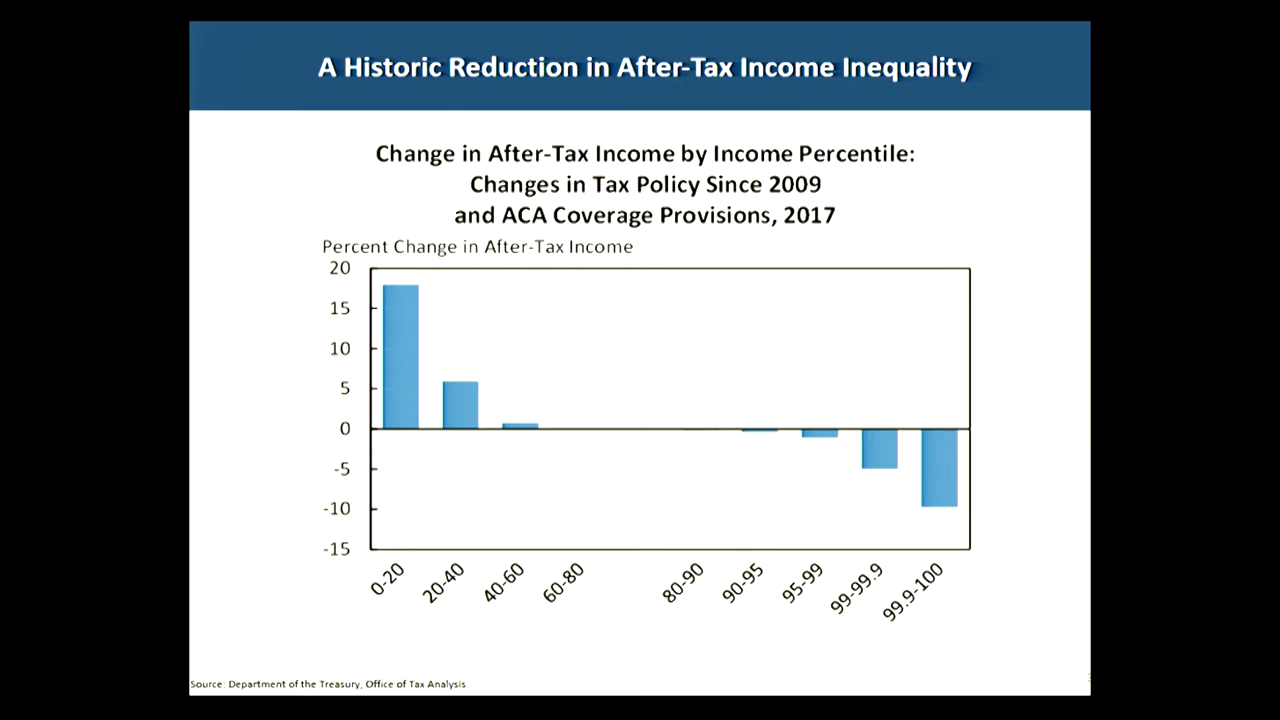 A Historic Reduction in After-Tax Income Inequality
Change in After-Tax Income by Income Percentile:
Changes in Tax Policy Since 2009
and ACA Coverage Provisions, 2017
Percent Change in After-Tax Income
20
15
10
5
0
-5
-10
-15
0-20
20-40
40-60
60-80
80-90
90-95
95-99
99-99.9
99.9-100
Source: Department of the Treasury, Office of Tax Analysis.